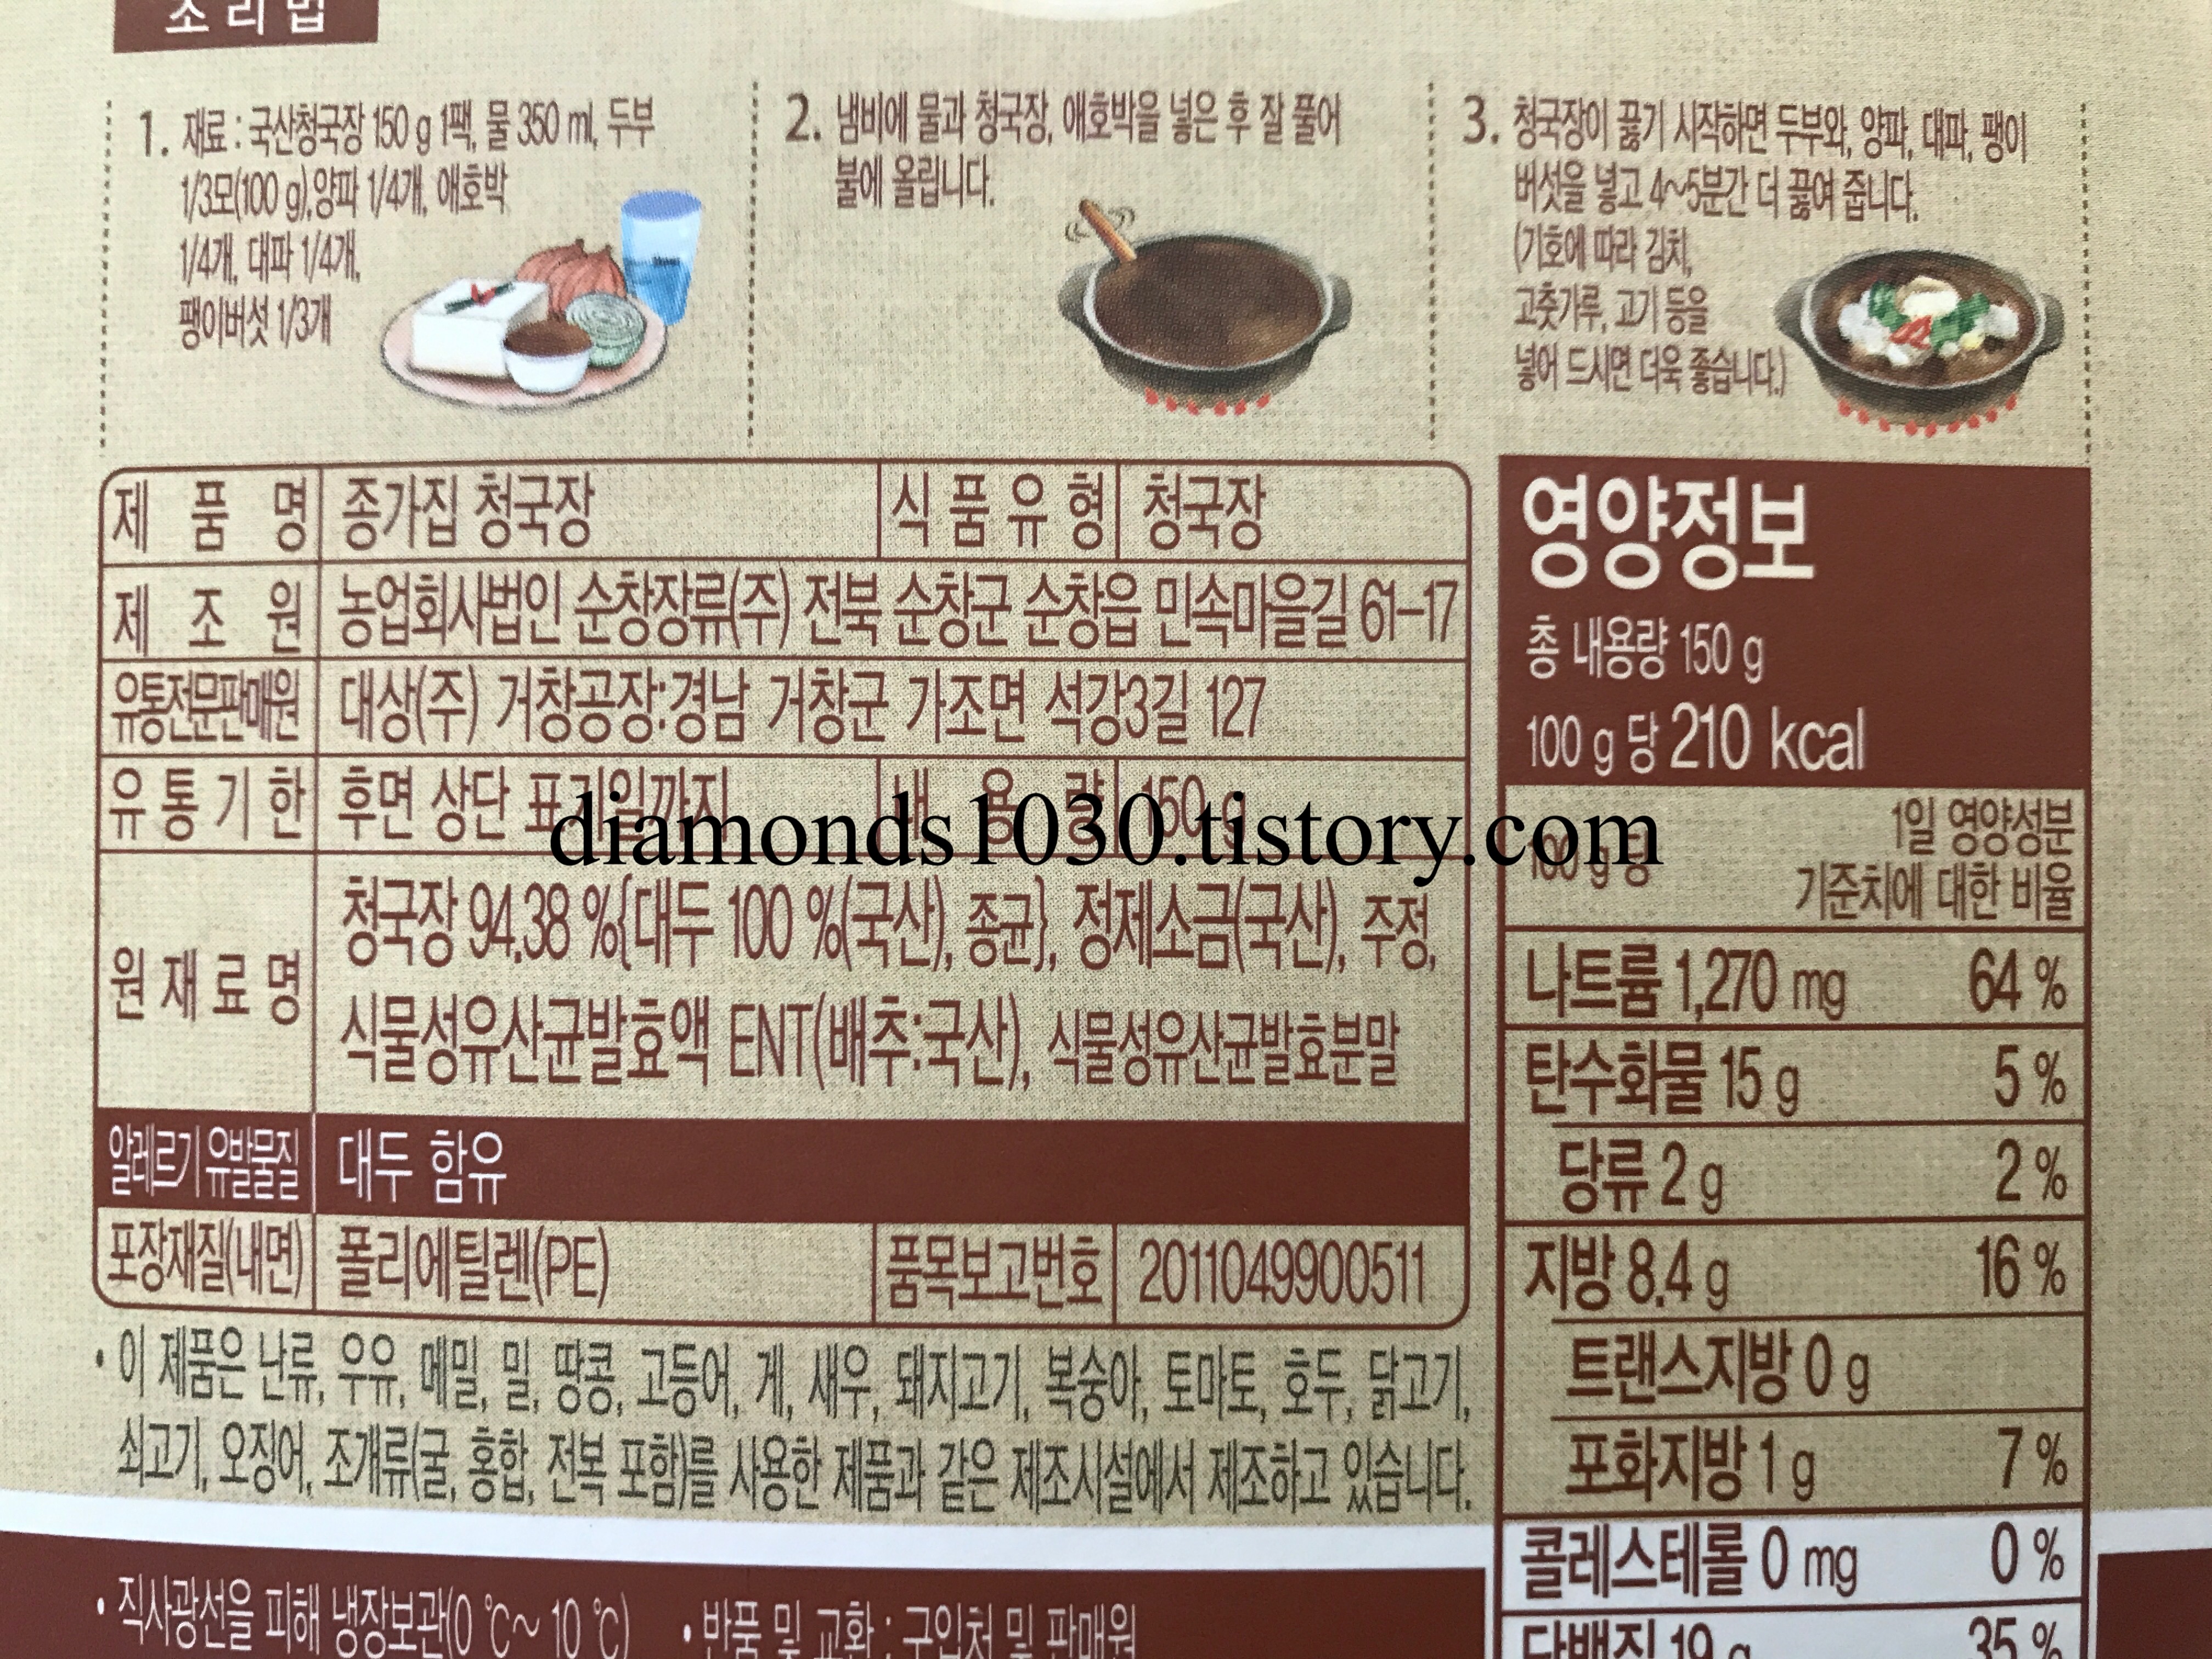 조리법
1. 재료 : 국산청국장 150 g 1팩, 물 350 ml, 두부
1/3모(100 g),양파 1/4개, 애호박
1/4개, 대파 1/4개,
팽이버섯 1/3개
2. 냄비에 물과 청국장, 애호박을 넣은 후 잘 풀어
불에 올립니다.
3. 청국장이 끓기 시작하면 두부와, 양파, 대파, 팽이
버섯을 넣고 4~5분간 더 끓여 줍니다.
(기호에 따라 김치,
고춧가루, 고기 등을
넣어 드시면 더욱 좋습니다.)
제 품 명 종가집 청국장 식품유형 청국장
제 조 원 농업회사법인 순창장류(주) 전북 순창군 순창읍 민속마을길 61-17
유통전문판매원 대상(주) 거창공장:경남 거창군 가조면 석강3길 127
유통기한 후면 상단 표기일까지 내 용 량 150 g
diamonds1030.tistory.com
원재료명 청국장 94.38 %{대두 100 %(국산), 종균}, 정제소금(국산), 주정,
식물성유산균발효액 ENT(배추:국산), 식물성유산균발효분말
알레르기 유발물질 대두 함유
포장재질(내면) 폴리에틸렌(PE) 품목보고번호 2011049900511
• 이 제품은 난류, 우유, 메밀, 밀, 땅콩, 고등어, 게, 새우, 돼지고기, 복숭아, 토마토, 호두, 닭고기,
쇠고기, 오징어, 조개류(굴, 홍합, 전복 포함)를 사용한 제품과 같은 제조시설에서 제조하고 있습니다.
• 직사광선을 피해 냉장보관(0 ℃~ 10 ℃) • 반품 및 교환 : 구입처 및 판매원
영양정보
총 내용량 150 g
100 g 당 210 kcal
100 g 당 1일 영양성분
기준치에 대한 비율
나트륨 1,270 mg 64 %
탄수화물 15 g 5 %
당류 2 g 2 %
지방 8.4 g 16 %
트랜스지방 0 g
포화지방 1 g 7 %
콜레스테롤 0 mg 0 %
단백질 19 g 35 %